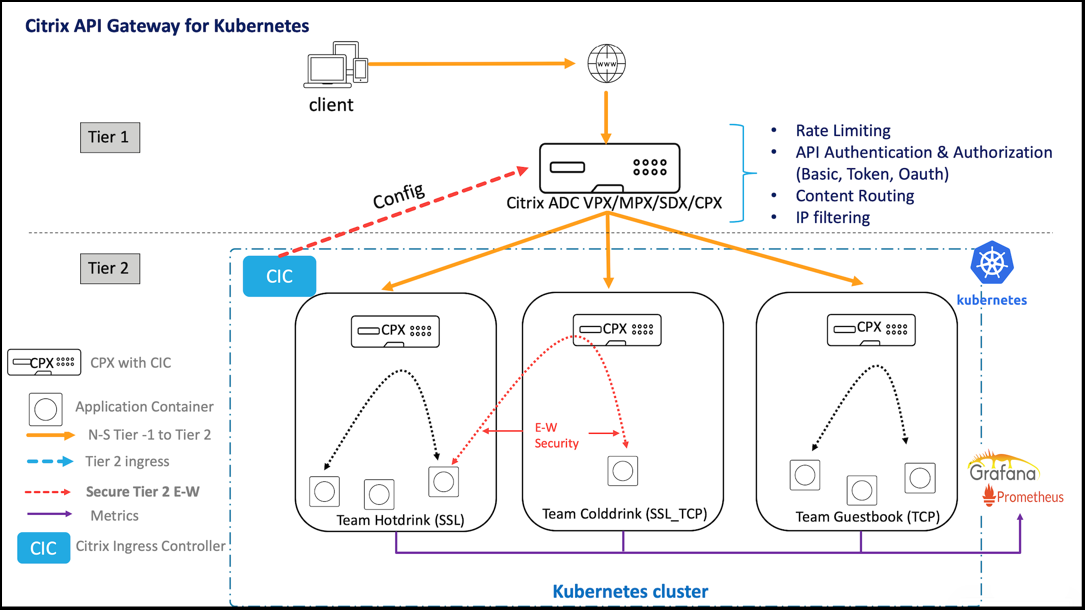 Citrix API Gateway for Kubernetes
www
client
Tier 1
Rate Limiting
API Authentication & Authorization
(Basic, Token, Oauth)
Content Routing
IP filtering
Config
Citrix ADC VPX/MPX/SDX/CPX
Tier 2
CIC
kubernetes
CPX
CPX
CPX
CPX
CPX with CIC
Application Container
N-S Tier -1 to Tier 2
Tier 2 ingress
Secure Tier 2 E-W
Metrics
CIC
Citrix Ingress Controller
E-W
Security
Team Hotdrink (SSL)
Team Colddrink (SSL_TCP)
Team Guestbook (TCP)
Grafana
Prometheus
Kubernetes cluster